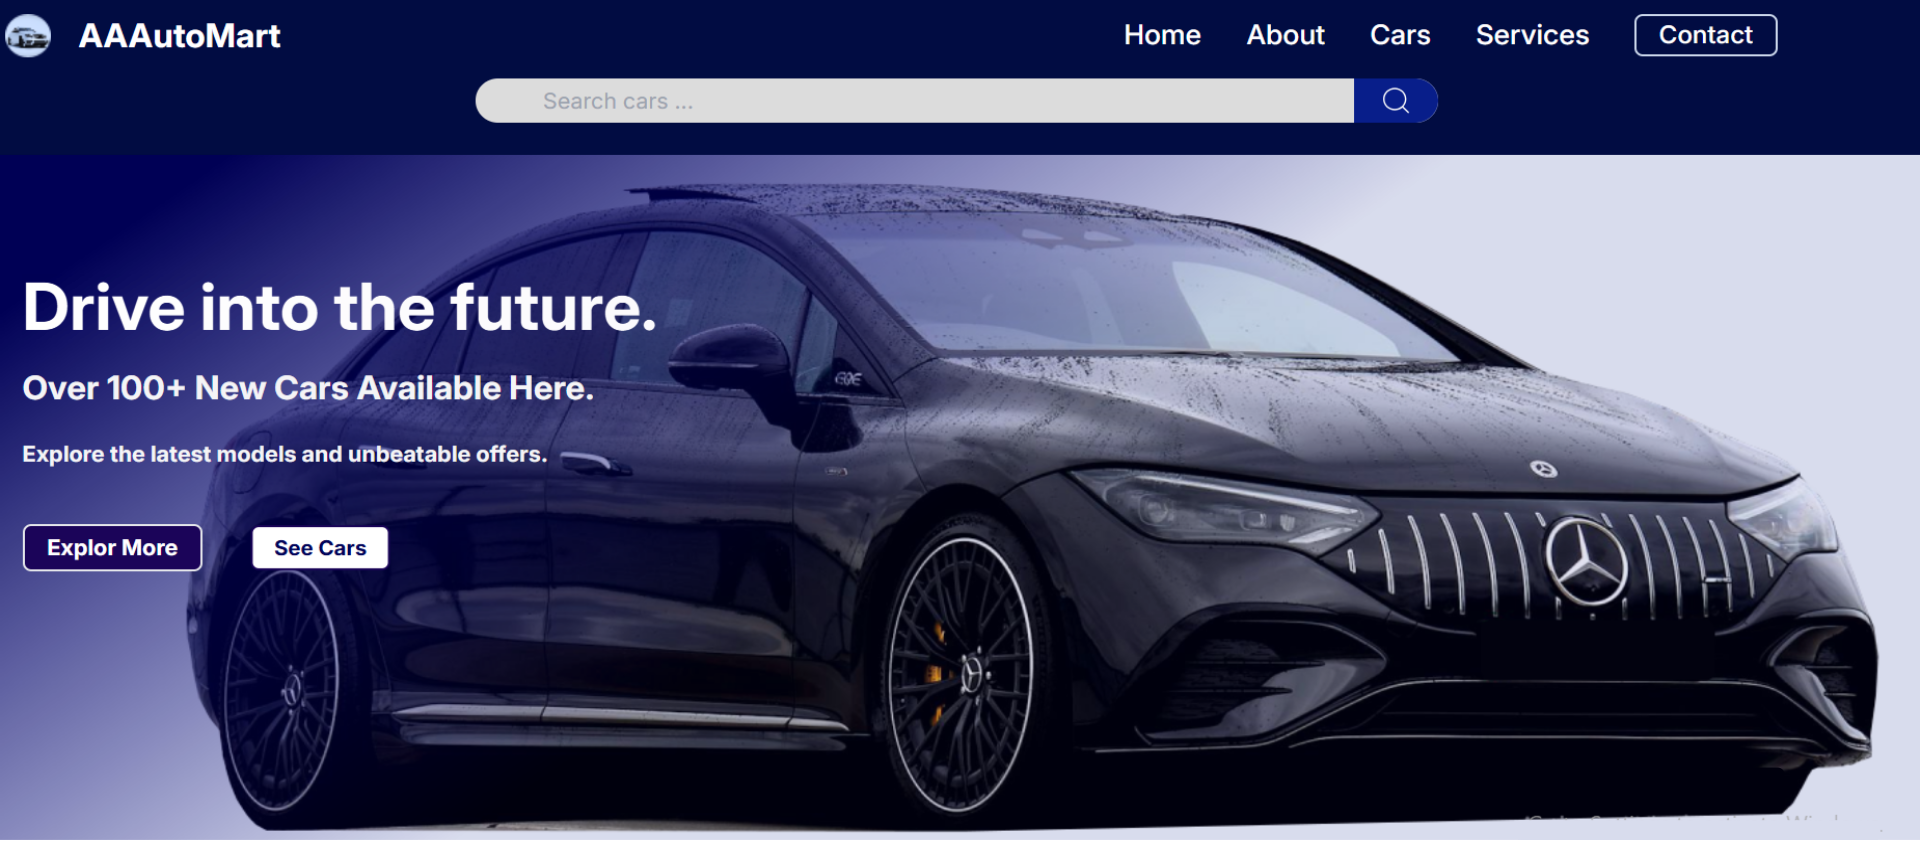 AAAutoMart
Home About Cars Services Contact
Search cars ...
Drive into the future.
Over 100+ New Cars Available Here.
EQE
Explore the latest models and unbeatable offers.
Explor More See Cars